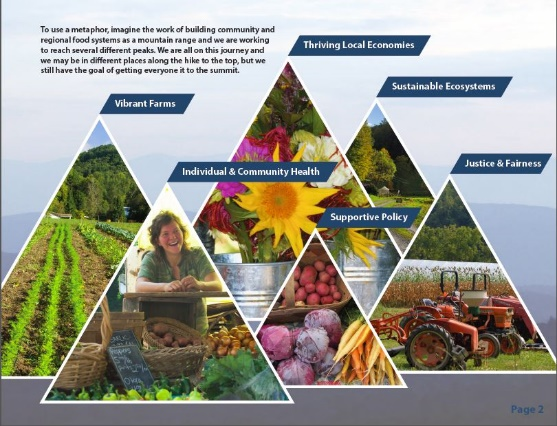 To use a metaphor, imagine the work of building community and
regional food systems as a mountain range and we are working
to reach several different peaks. We are all on this journey and
we may be in different places along the hike to the top, but we
still have the goal of getting everyone it to the summit.
Thriving Local Economies
Sustainable Ecosystems
Vibrant Farms
Justice & Fairness
Individual & Community Health
Supportive Policy
Page 2